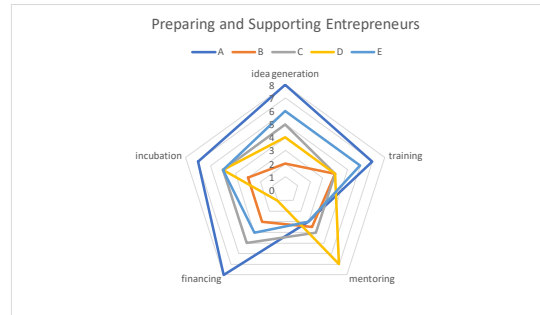 Preparing and Supporting Entrepreneurs
A B C D E
idea generation
8
7
6
5
4
3
2
1
0
incubation training
financing mentoring